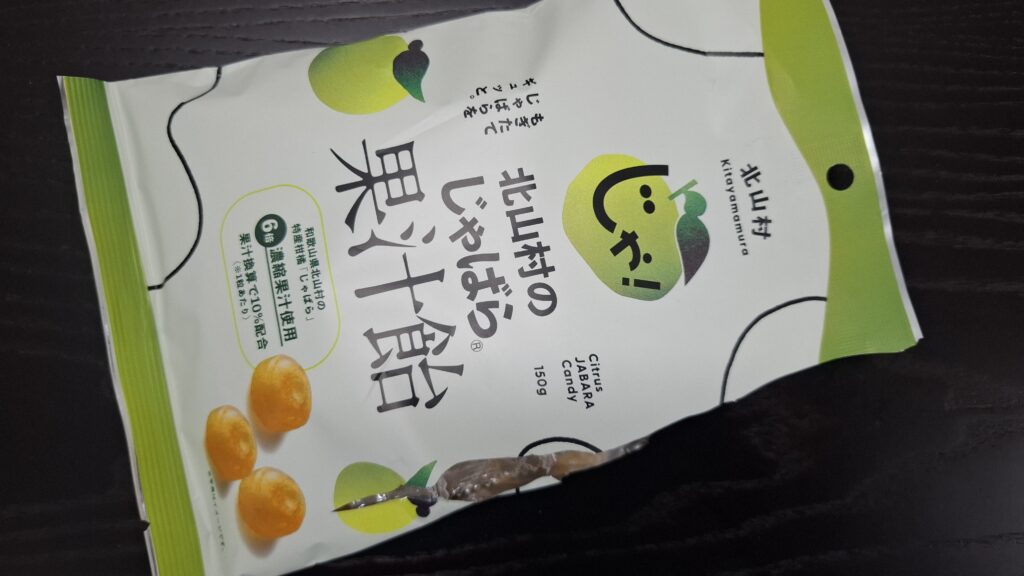 北山村
Kitayamamura
じゃ!
もぎたて
じゃばらを
ギュッと。
北山村の
じゃばら®
果汁飴
Citrus
JABARA
Candy
150g
和歌山県北山村の
特産柑橘「じゃばら」
6倍濃縮果汁使用
果汁換算で10%配合
(※1粒あたり)